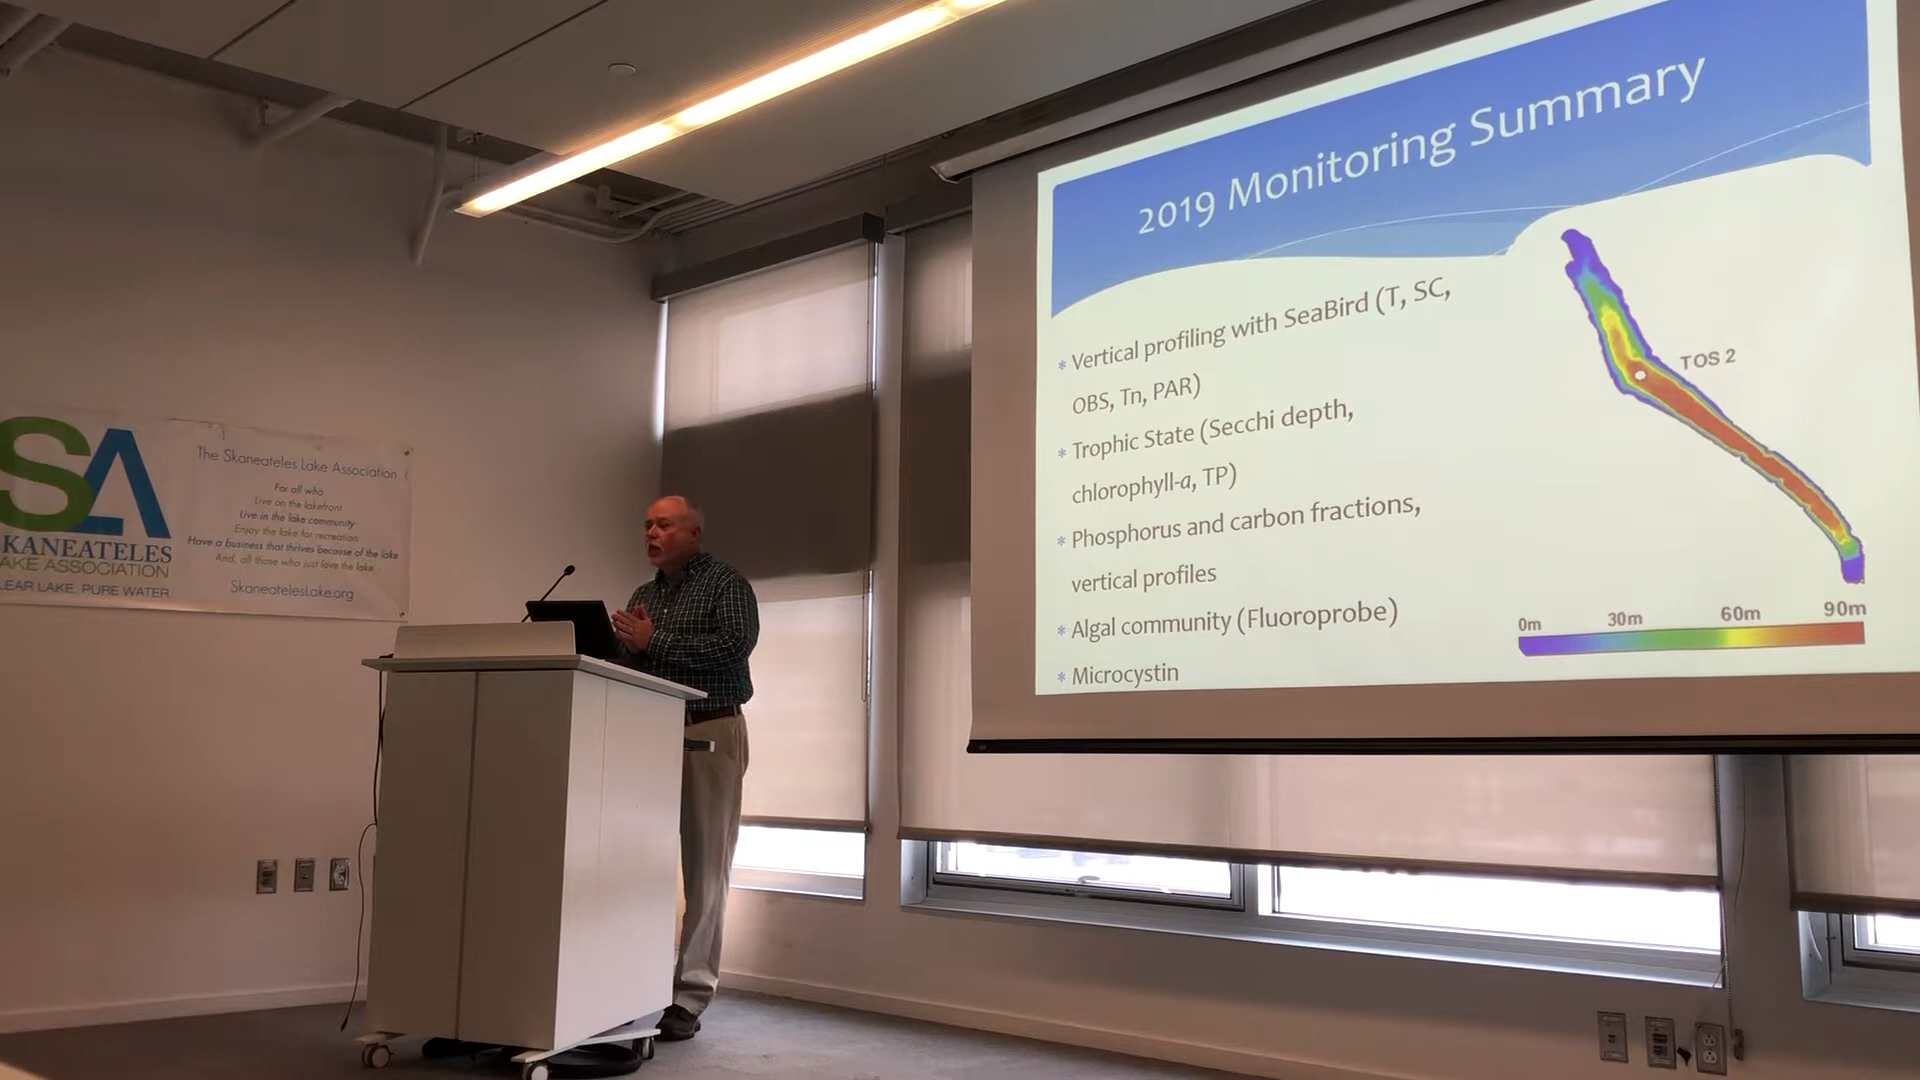 SA
SKANEATELES
LAKE ASSOCIATION
CLEAR LAKE. PURE WATER.
The Skaneateles Lake Association
For all who
Live on the lakefront
Live in the lake community
Enjoy the lake for recreation
Have a business that thrives because of the lake
And, all those who just love the lake
SkaneatelesLake.org
2019 Monitoring Summary
* Vertical profiling with SeaBird (T, SC,
OBS, Tn, PAR)
* Trophic State (Secchi depth,
chlorophyll-a, TP)
* Phosphorus and carbon fractions,
vertical profiles
* Algal community (Fluoroprobe)
* Microcystin
TOS 2
0m 30m 60m 90m